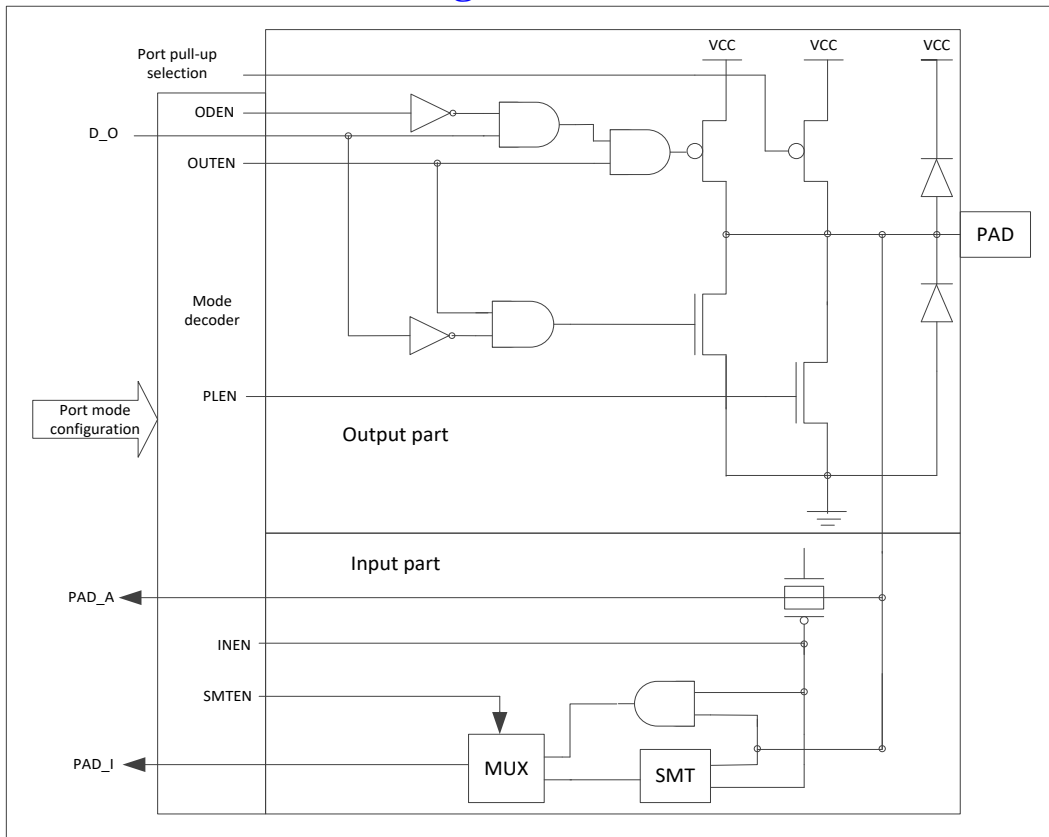 Port pull-up
selection
VCC
VCC
VCC
ODEN
D_O
OUTEN
PAD
Mode
decoder
PLEN
Port mode
configuration
Output part
Input part
PAD_A
INEN
SMTEN
PAD_I
MUX
SMT